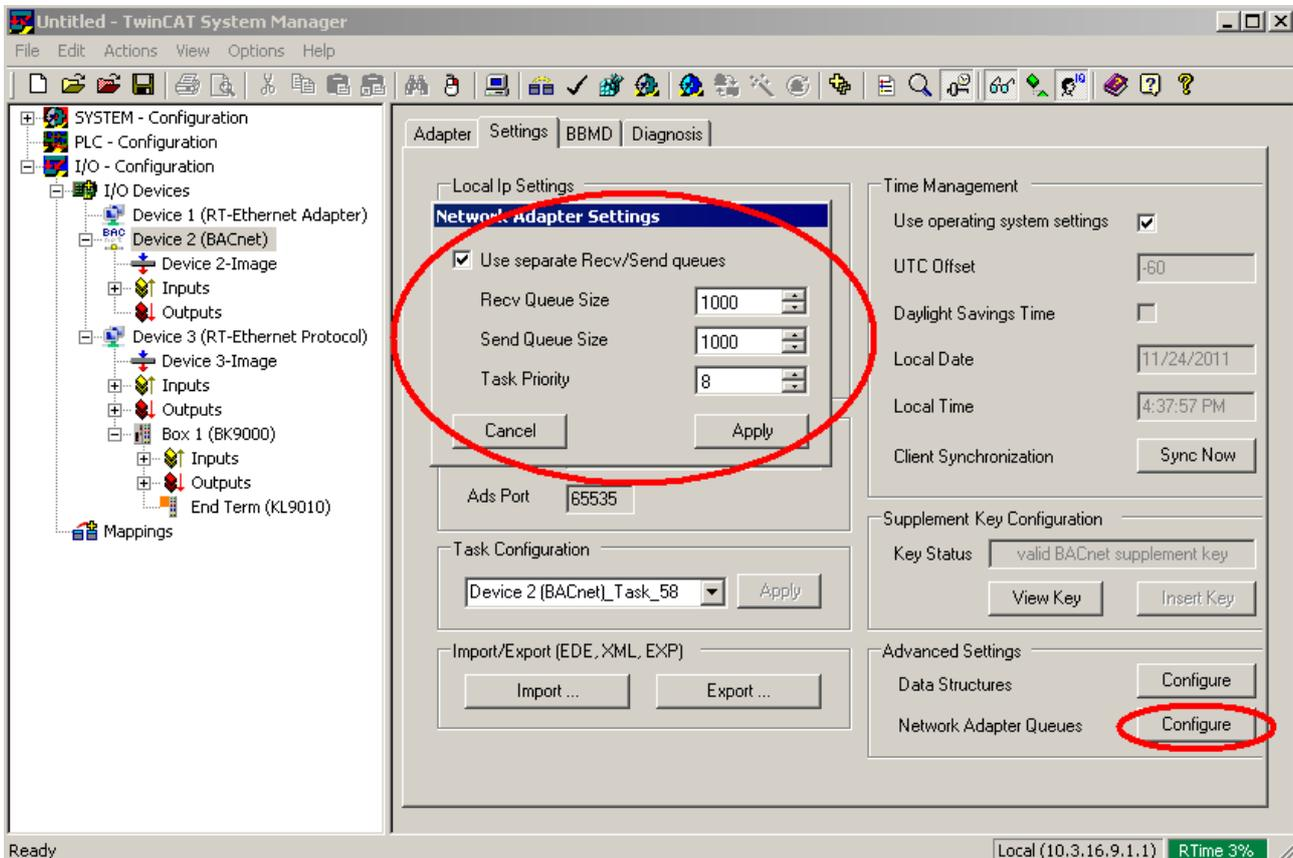 Untitled - TwinCAT System Manager
File Edit Actions View Options Help
SYSTEM - Configuration
PLC - Configuration
I/O - Configuration
I/O Devices
Device 1 (RT-Ethernet Adapter)
Device 2 (BACnet)
Device 2-Image
Inputs
Outputs
Device 3 (RT-Ethernet Protocol)
Device 3-Image
Inputs
Outputs
Box 1 (BK9000)
Inputs
Outputs
End Term (KL9010)
Mappings
Adapter Settings BBMD Diagnosis
Local Ip Settings
Network Adapter Settings
Use separate Recv/Send queues
Recv Queue Size 1000
Send Queue Size 1000
Task Priority 8
Cancel Apply
Ads Port 65535
Task Configuration
Device 2 (BACnet)_Task_58 Apply
Import/Export (EDE, XML, EXP)
Import ... Export ...
Time Management
Use operating system settings
UTC Offset -60
Daylight Savings Time
Local Date 11/24/2011
Local Time 4:37:57 PM
Client Synchronization Sync Now
Supplement Key Configuration
Key Status valid BACnet supplement key
View Key Insert Key
Advanced Settings
Data Structures Configure
Network Adapter Queues Configure
Ready Local (10.3.16.9.1.1) RTime 3%